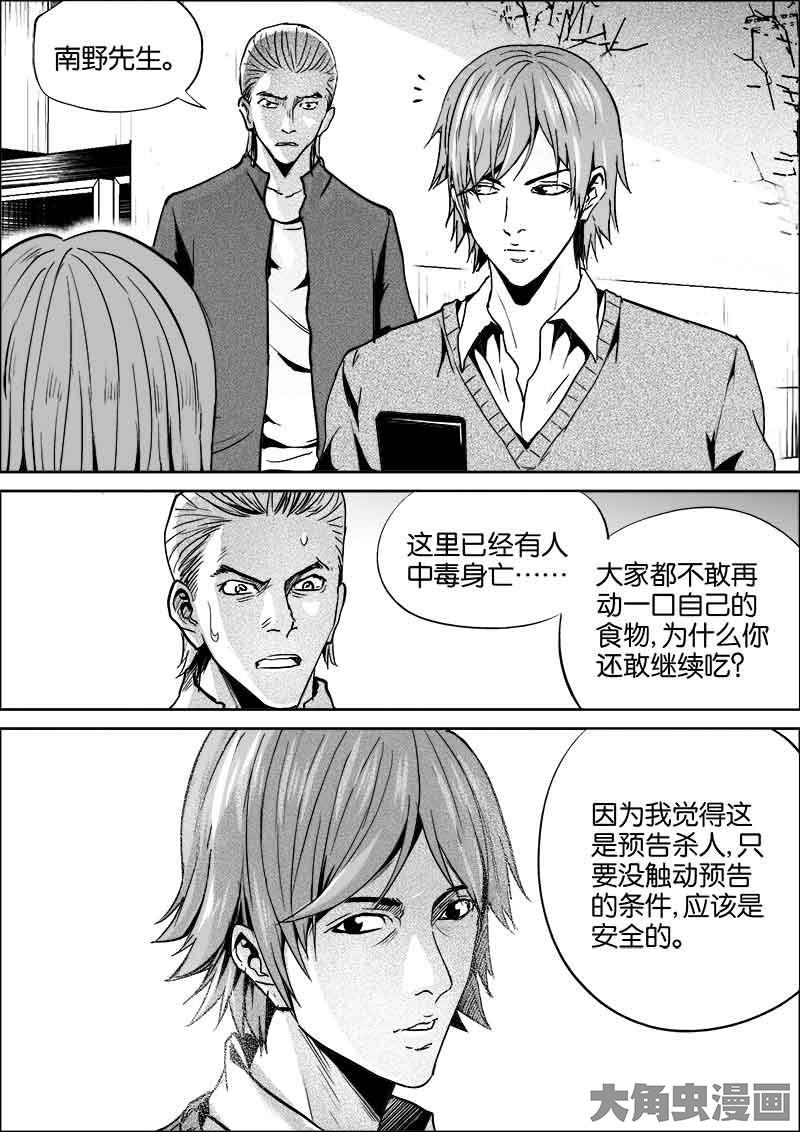 南野先生。
这里已经有人
中毒身亡……
大家都不敢再
动一口自己的
食物,为什么你
还敢继续吃?
因为我觉得这
是预告杀人,只
要没触动预告
的条件,应该是
安全的。
大角虫漫画